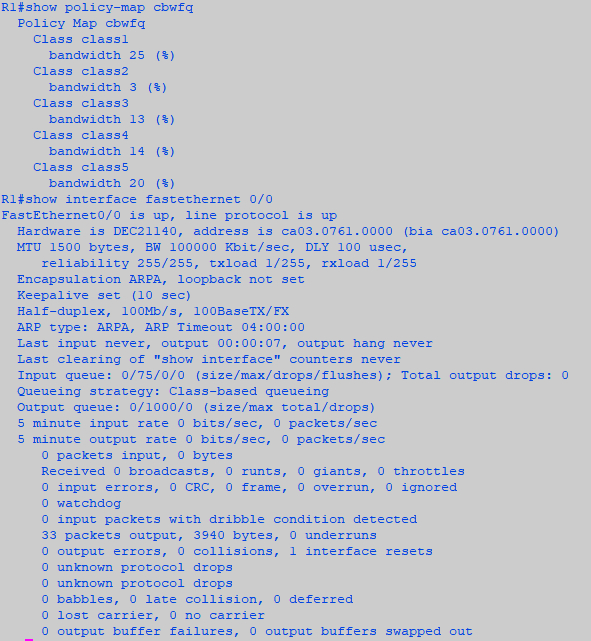 R1#show policy-map cbwfq
Policy Map cbwfq
Class class1
bandwidth 25 (%)
Class class2
bandwidth 3 (%)
Class class3
bandwidth 13 (%)
Class class4
bandwidth 14 (%)
Class class5
bandwidth 20 (%)
R1#show interface fastethernet 0/0
FastEthernet0/0 is up, line protocol is up
Hardware is DEC21140, address is ca03.0761.0000 (bia ca03.0761.0000)
MTU 1500 bytes, BW 100000 Kbit/sec, DLY 100 usec,
reliability 255/255, txload 1/255, rxload 1/255
Encapsulation ARPA, loopback not set
Keepalive set (10 sec)
Half-duplex, 100Mb/s, 100BaseTX/FX
ARP type: ARPA, ARP Timeout 04:00:00
Last input never, output 00:00:07, output hang never
Last clearing of "show interface" counters never
Input queue: 0/75/0/0 (size/max/drops/flushes); Total output drops: 0
Queueing strategy: Class-based queueing
Output queue: 0/1000/0 (size/max total/drops)
5 minute input rate 0 bits/sec, 0 packets/sec
5 minute output rate 0 bits/sec, 0 packets/sec
0 packets input, 0 bytes
Received 0 broadcasts, 0 runts, 0 giants, 0 throttles
0 input errors, 0 CRC, 0 frame, 0 overrun, 0 ignored
0 watchdog
0 input packets with dribble condition detected
33 packets output, 3940 bytes, 0 underruns
0 output errors, 0 collisions, 1 interface resets
0 unknown protocol drops
0 unknown protocol drops
0 babbles, 0 late collision, 0 deferred
0 lost carrier, 0 no carrier
0 output buffer failures, 0 output buffers swapped out